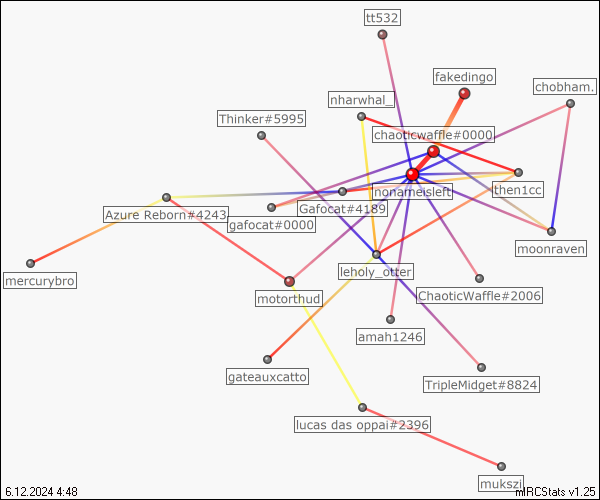 tt532
fakedingo
chobham.
nharwhal_
Thinker#5995
chaoticwaffle#0000
nonameisleft
then1cc
Gafocat#4189
Azure Reborn#4243
gafocat#0000
moonraven
leholy_otter
mercurybro
motorthud
ChaoticWaffle#2006
amah1246
gateauxcatto
TripleMidget#8824
lucas das oppai#2396
mukszi
6.12.2024 4:48
mIRCStats v1.25